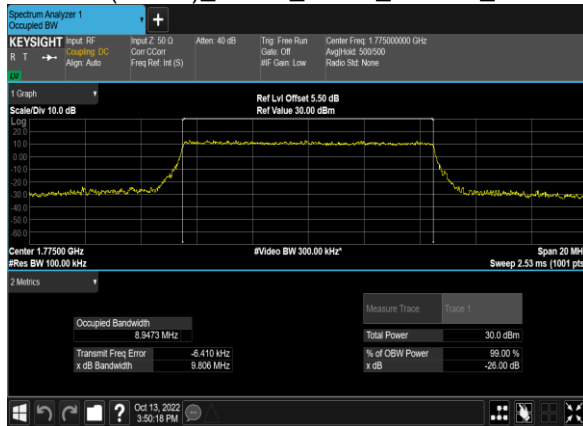 Spectrum Analyzer 1
Occupied BW
+
KEYSIGHT Input: RF Input Z: 50 Ω Atten: 40 dB Trig: Free Run Center Freq: 1.775000000 GHz
R T Coupling: DC Corr CCorr Gate: Off Avg|Hold: 500/500
Align: Auto Freq Ref: Int (S) #IF Gain: Low Radio Std: None
1 Graph
Scale/Div 10.0 dB Ref Lvl Offset 5.50 dB
Log Ref Value 30.00 dBm
20.0
10.0
0.00
-10.0
-20.0
-30.0
-40.0
-50.0
-60.0
Center 1.77500 GHz #Video BW 300.00 kHz* Span 20 MH
#Res BW 100.00 kHz Sweep 2.53 ms (1001 pts
2 Metrics
Measure Trace Trace 1
Occupied Bandwidth
8.9473 MHz Total Power 30.0 dBm
Transmit Freq Error -6.410 kHz % of OBW Power 99.00 %
x dB Bandwidth 9.806 MHz x dB -26.00 dB
? Oct 13, 2022
3:50:18 PM